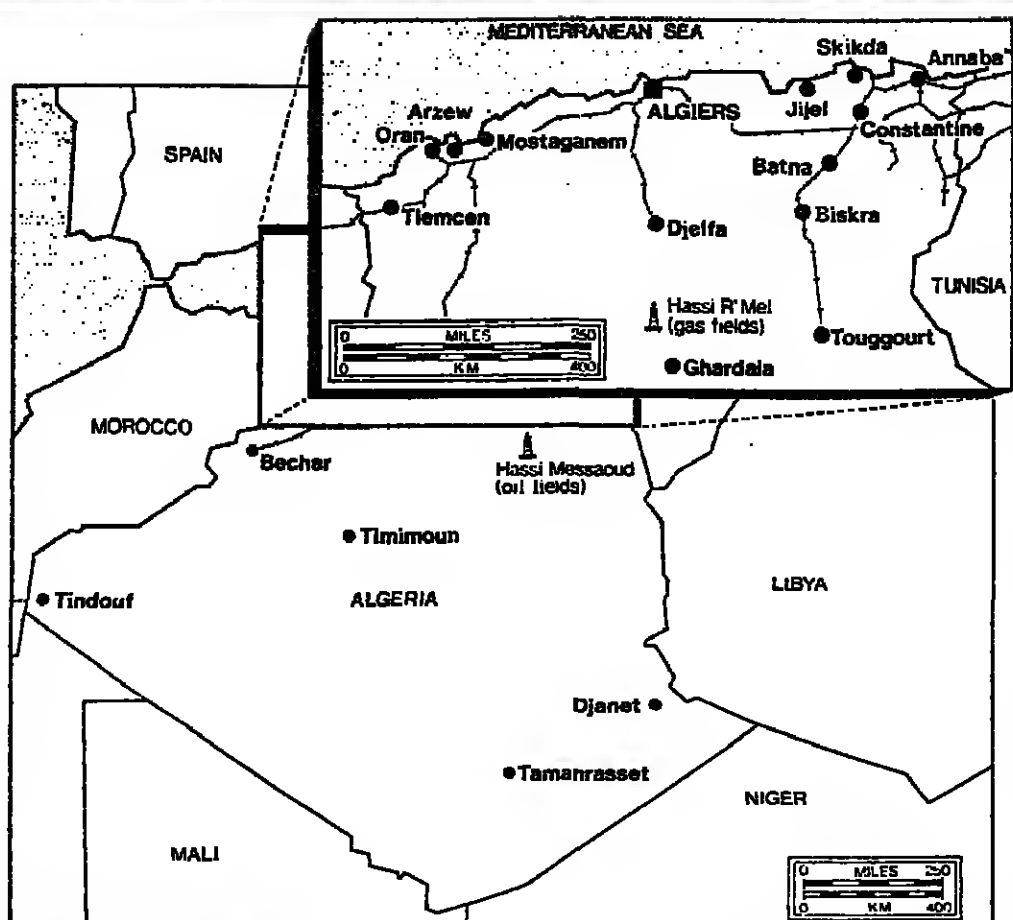 MEDITERRANEAN SEA
Skikda
Annaba
Arzew
Oran
Mostaganem
ALGIERS
Jijel
Constantine
SPAIN
Batna
Tlemcen
Djelfa
Biskra
TUNISIA
Hassi R'Mel
(gas fields)
0 MILES 250
0 KM 400
Touggourt
Ghardaia
MOROCCO
Bechar
Hassi Messaoud
(oil fields)
Timimoun
Tindouf
ALGERIA
LIBYA
Djanet
Tamanrasset
NIGER
MALI
0 MILES 250
0 KM 400